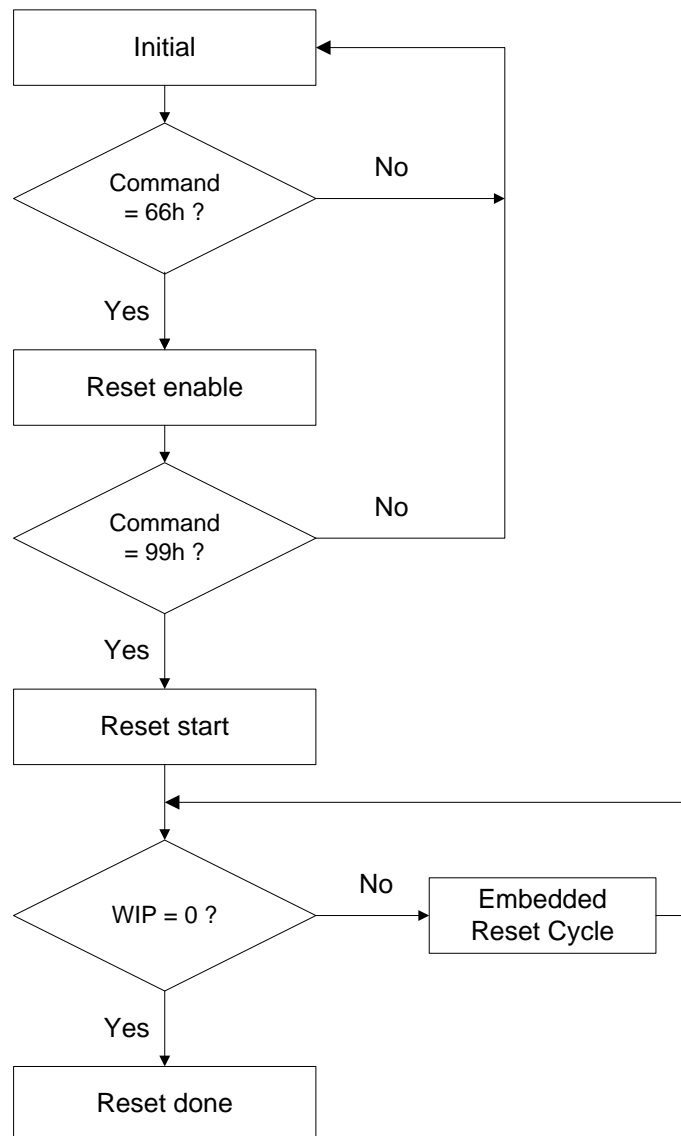 Initial
Command
= 66h ?
No
Yes
Reset enable
Command
= 99h ?
No
Yes
Reset start
WIP = 0 ?
No
Embedded
Reset Cycle
Yes
Reset done